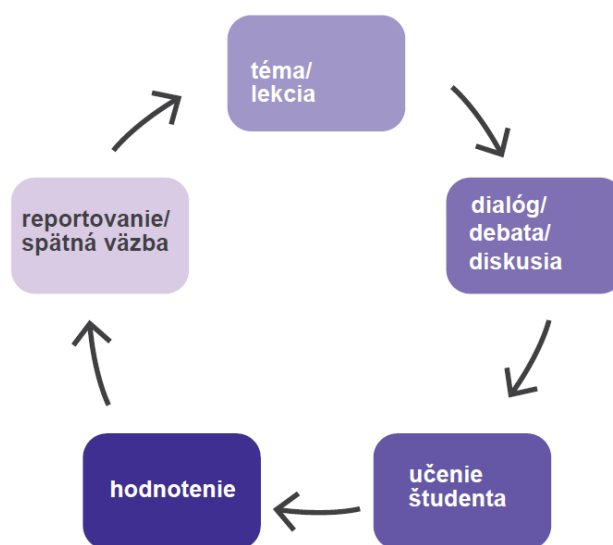 téma/
lekcia
dialóg/
debata/
diskusia
učenie
študenta
hodnotenie
reportovanie/
spätná väzba